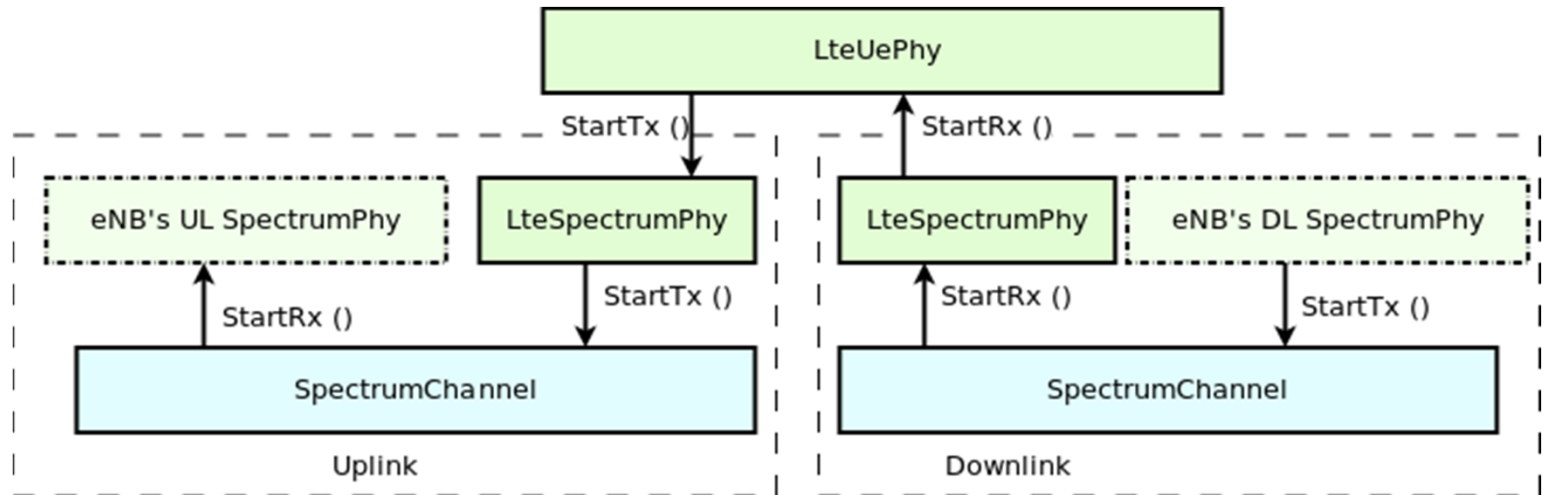 LteUePhy
StartTx ()
StartRx ()
eNB's UL SpectrumPhy
LteSpectrumPhy
LteSpectrumPhy
eNB's DL SpectrumPhy
StartRx ()
StartTx ()
StartRx ()
StartTx ()
SpectrumChannel
SpectrumChannel
Uplink
Downlink